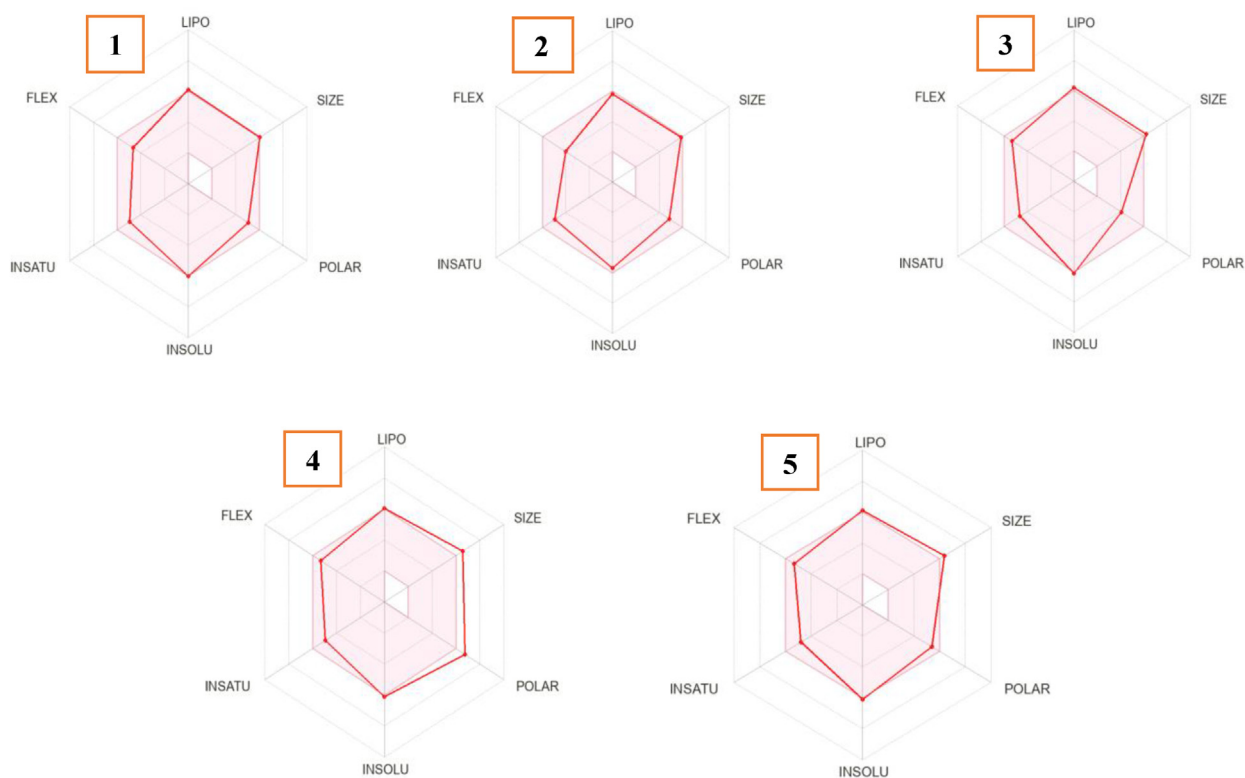 1
LIPO
FLEX
SIZE
INSATU
POLAR
INSOLU
2
LIPO
FLEX
SIZE
INSATU
POLAR
INSOLU
3
LIPO
FLEX
SIZE
INSATU
POLAR
INSOLU
4
LIPO
FLEX
SIZE
INSATU
POLAR
INSOLU
5
LIPO
FLEX
SIZE
INSATU
POLAR
INSOLU